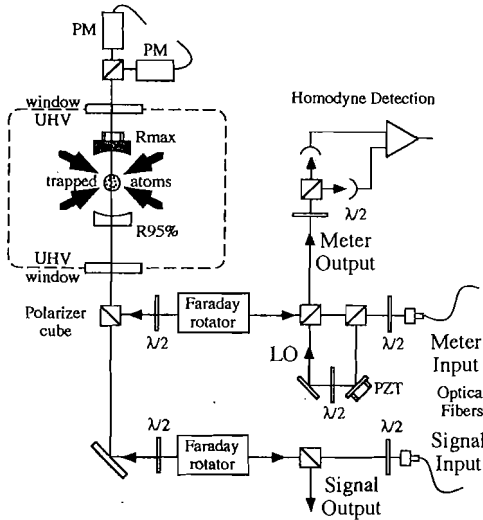 PM
PM
window
UHV
Rmax
trapped atoms
R95%
UHV
window
Homodyne Detection
λ/2
Meter
Output
Polarizer
cube
Faraday
rotator
λ/2
LO
λ/2
PZT
λ/2
Meter
Input
Optical
Fibers
λ/2
Faraday
rotator
λ/2
Signal
Input
Signal
Output